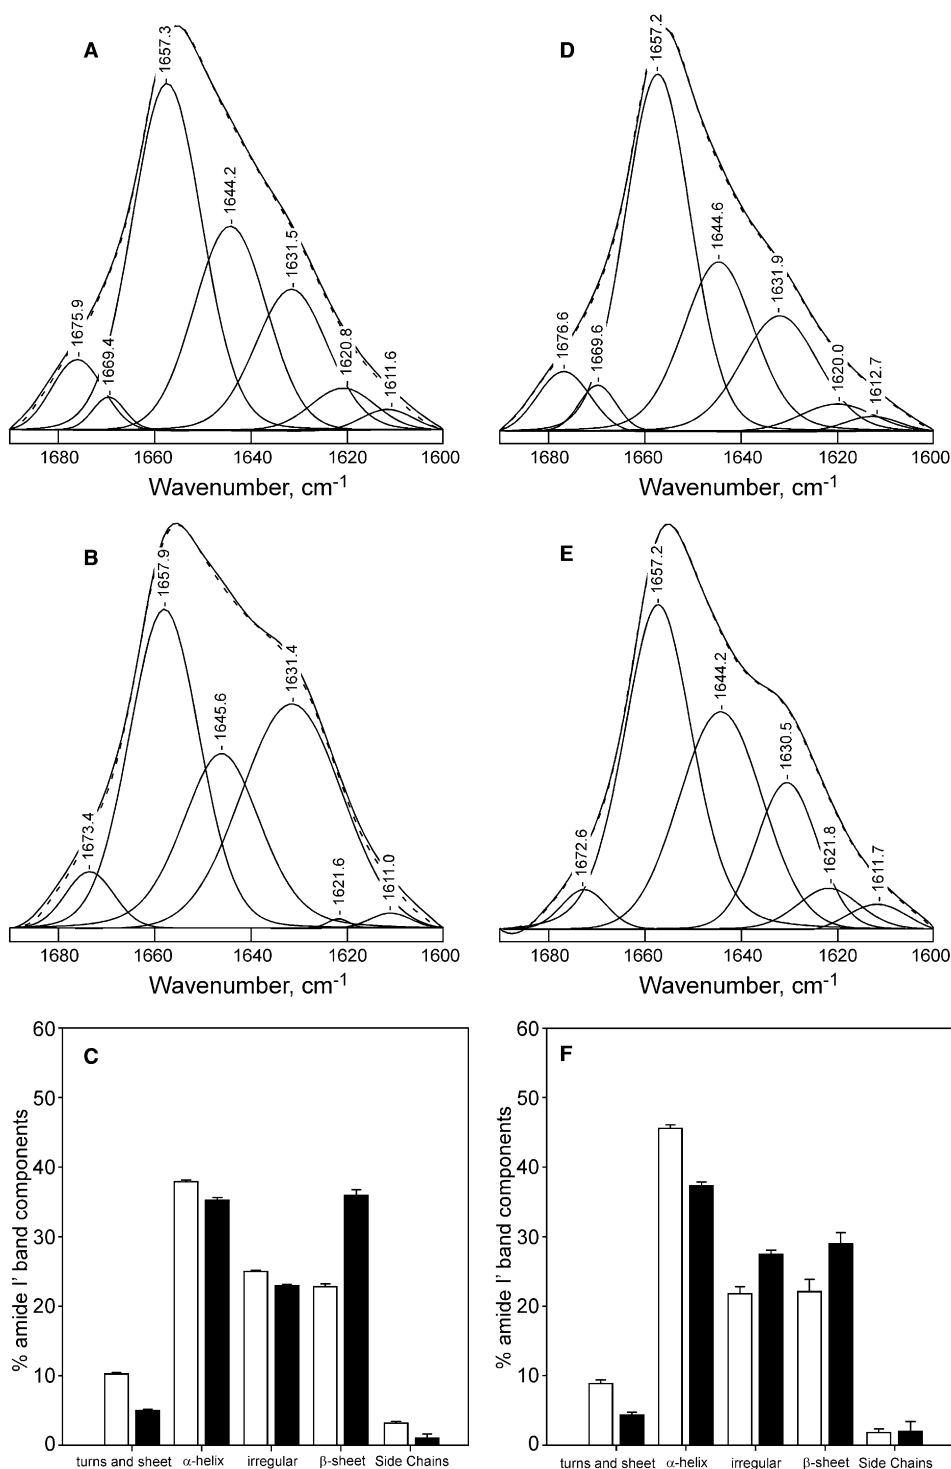 A
1675.9
1669.4
1657.3
1644.2
1631.5
1620.8
1611.6
1680 1660 1640 1620 1600
Wavenumber, cm-1
D
1676.6
1669.6
1657.2
1644.6
1631.9
1620.0
1612.7
1680 1660 1640 1620 1600
Wavenumber, cm-1
B
1673.4
1657.9
1645.6
1631.4
1621.6
1611.0
1680 1660 1640 1620 1600
Wavenumber, cm-1
E
1672.6
1657.2
1644.2
1630.5
1621.8
1611.7
1680 1660 1640 1620 1600
Wavenumber, cm-1
C
% amide I' band components
60
50
40
30
20
10
0
turns and sheet α-helix irregular β-sheet Side Chains
F
% amide I' band components
60
50
40
30
20
10
0
turns and sheet α-helix irregular β-sheet Side Chains